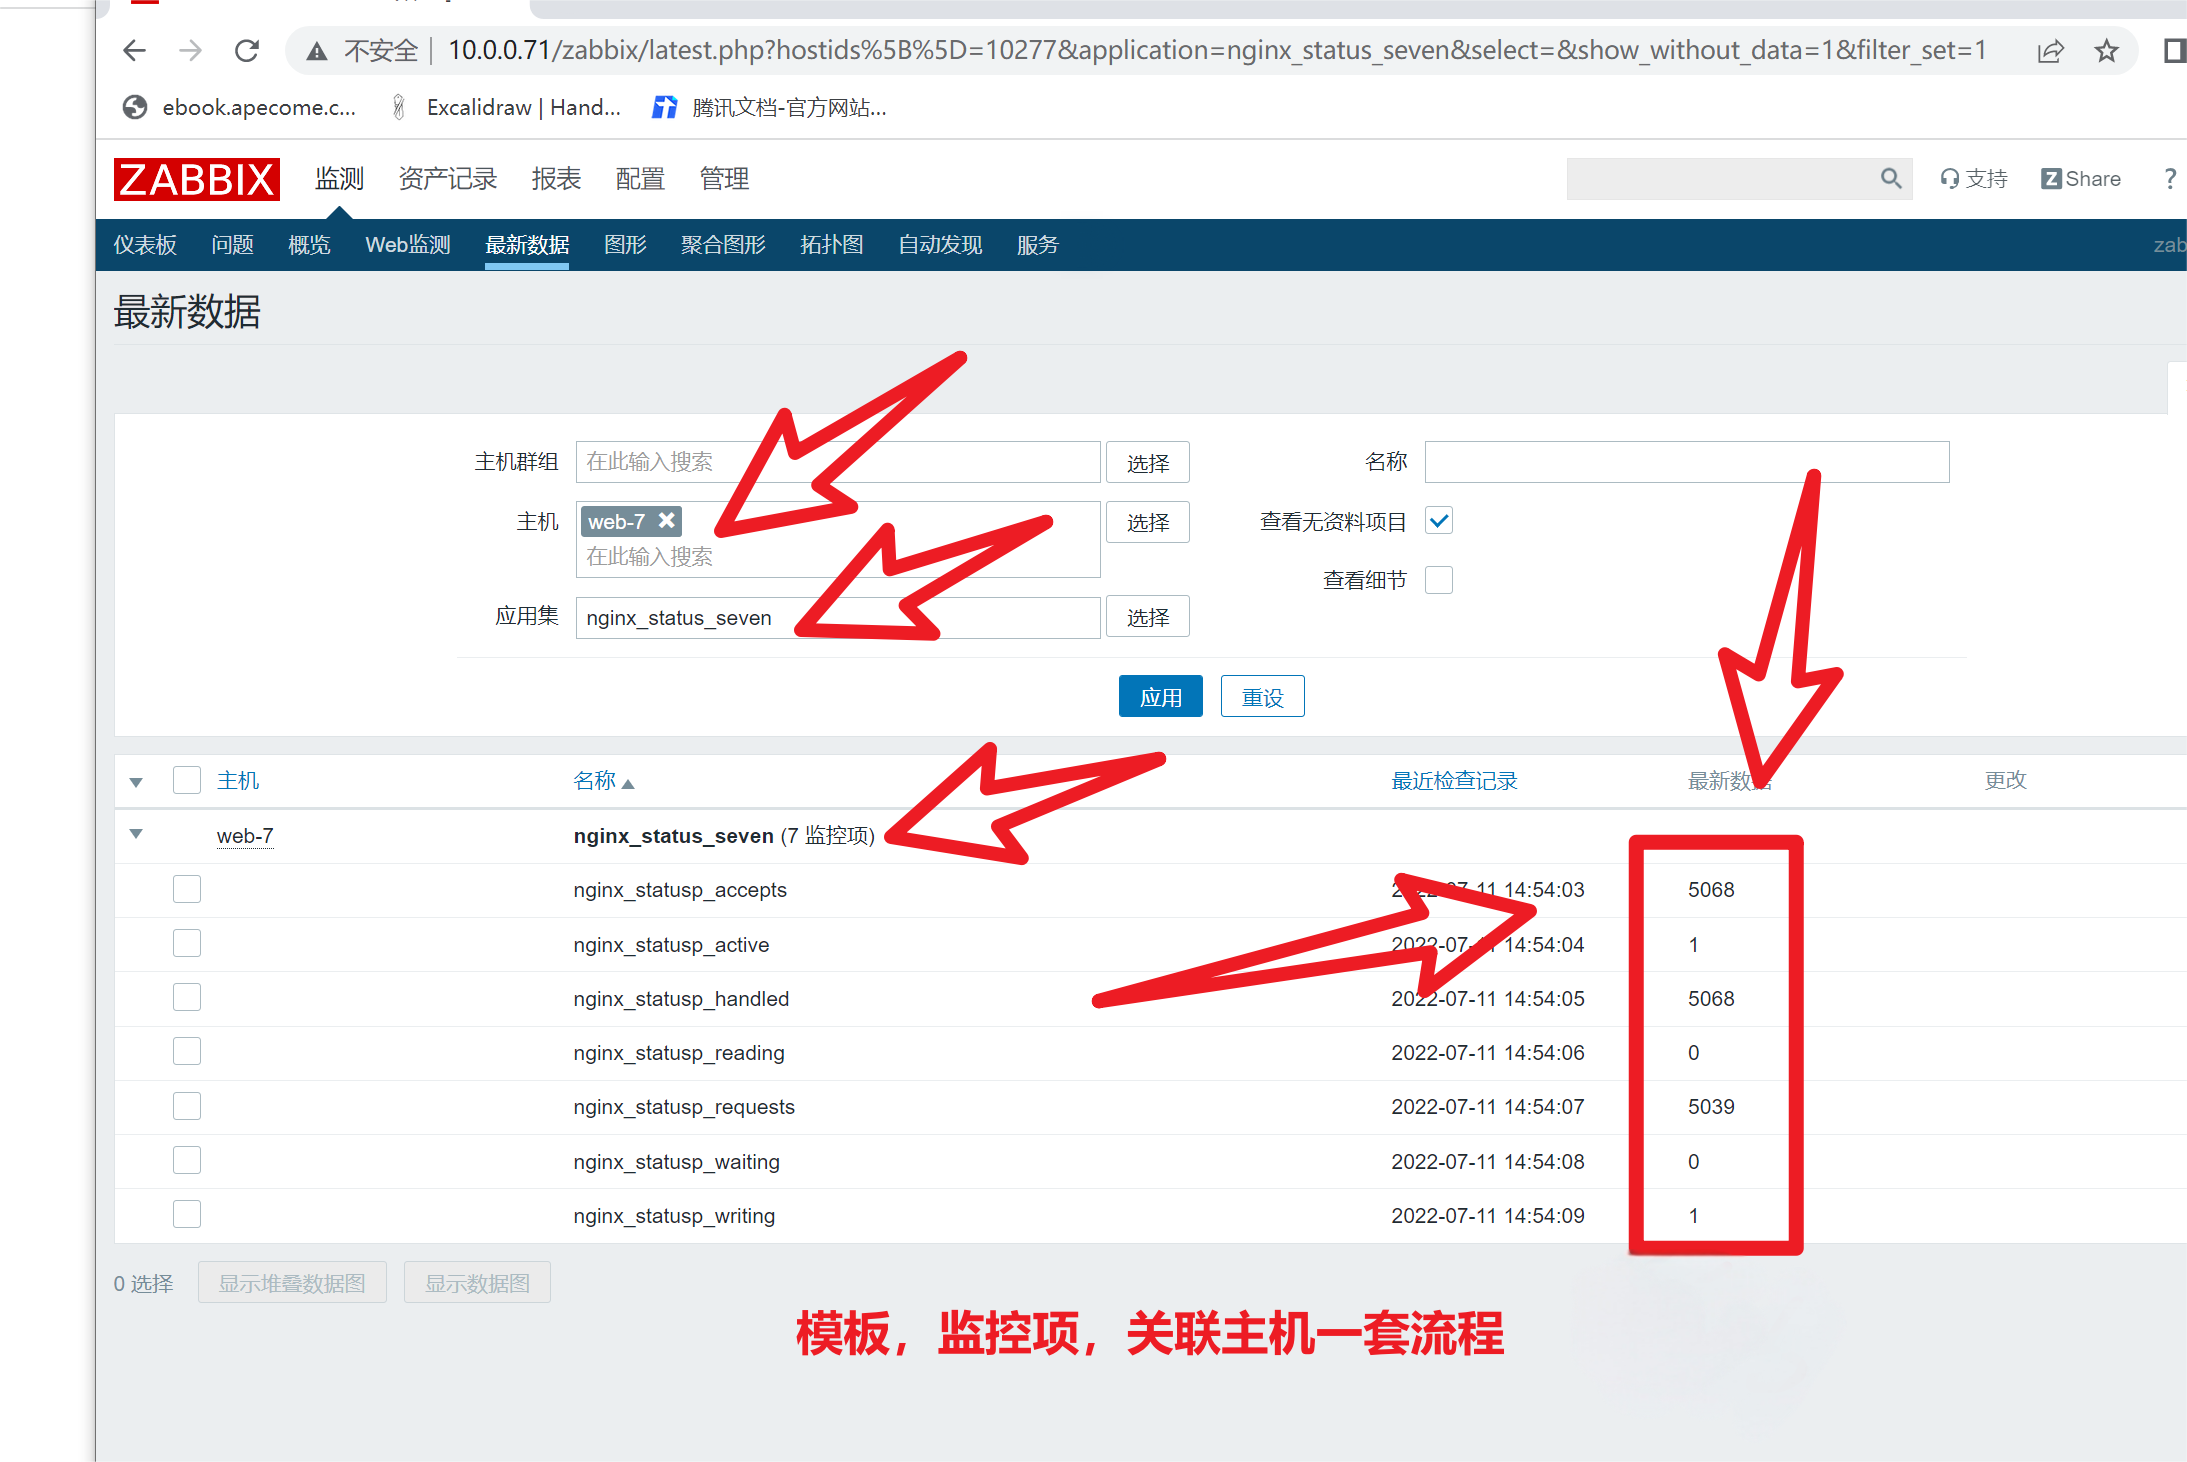 不安全 10.0.0.71/zabbix/latest.php?hostids%5B%5D=10277&application=nginx_status_seven&select=&show_without_data=1&filter_set=1
ebook.apecome.c... Excalidraw | Hand... 腾讯文档-官方网站...
ZABBIX 监测 资产记录 报表 配置 管理 支持 Z Share ?
仪表板 问题 概览 Web监测 最新数据 图形 聚合图形 拓扑图 自动发现 服务 zab
最新数据
主机群组 在此输入搜索 选择 名称
主机 web-7 选择 查看无资料项目
在此输入搜索
查看细节
应用集 nginx_status_seven 选择
应用 重设
主机 名称 最近检查记录 最新数据 更改
web-7 nginx_status_seven (7 监控项)
nginx_statusp_accepts 2022-07-11 14:54:03 5068
nginx_statusp_active 2022-07-11 14:54:04 1
nginx_statusp_handled 2022-07-11 14:54:05 5068
nginx_statusp_reading 2022-07-11 14:54:06 0
nginx_statusp_requests 2022-07-11 14:54:07 5039
nginx_statusp_waiting 2022-07-11 14:54:08 0
nginx_statusp_writing 2022-07-11 14:54:09 1
0 选择 显示堆叠数据图 显示数据图
模板，监控项，关联主机一套流程